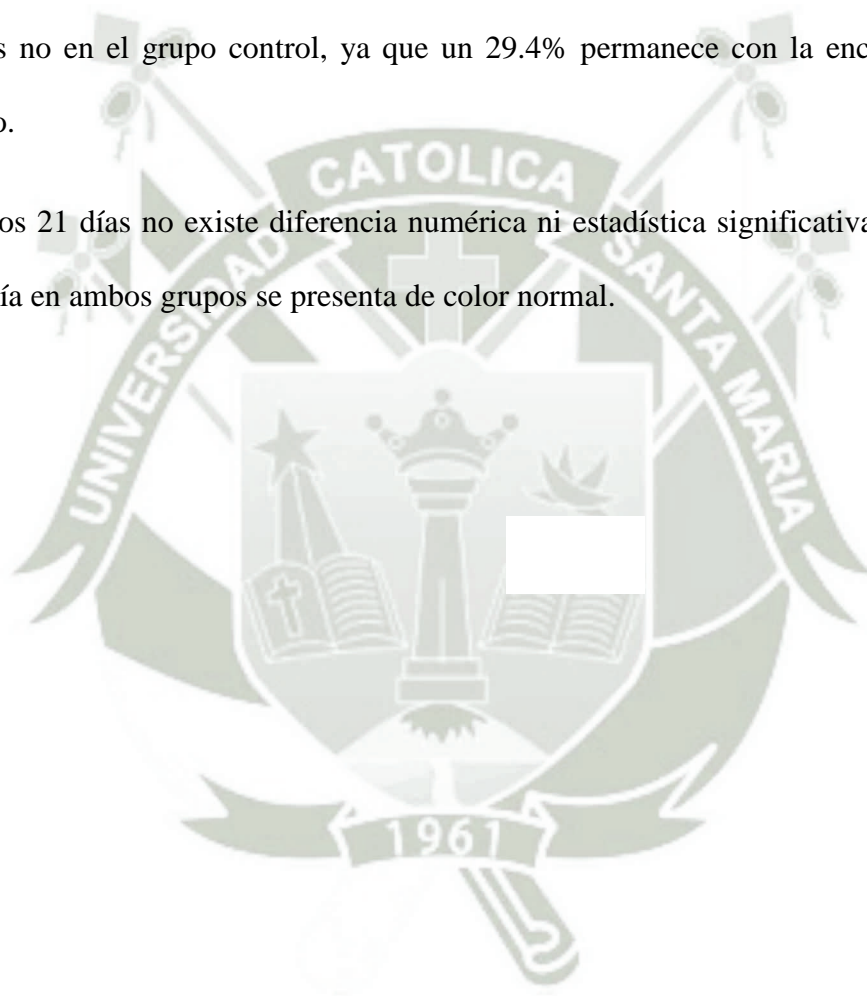 s no en el grupo control, ya que un 29.4% permanece con la enc
o.
os 21 días no existe diferencia numérica ni estadística significativa
ía en ambos grupos se presenta de color normal.
UNIVERSIDAD CATOLICA SANTA MARIA
1961